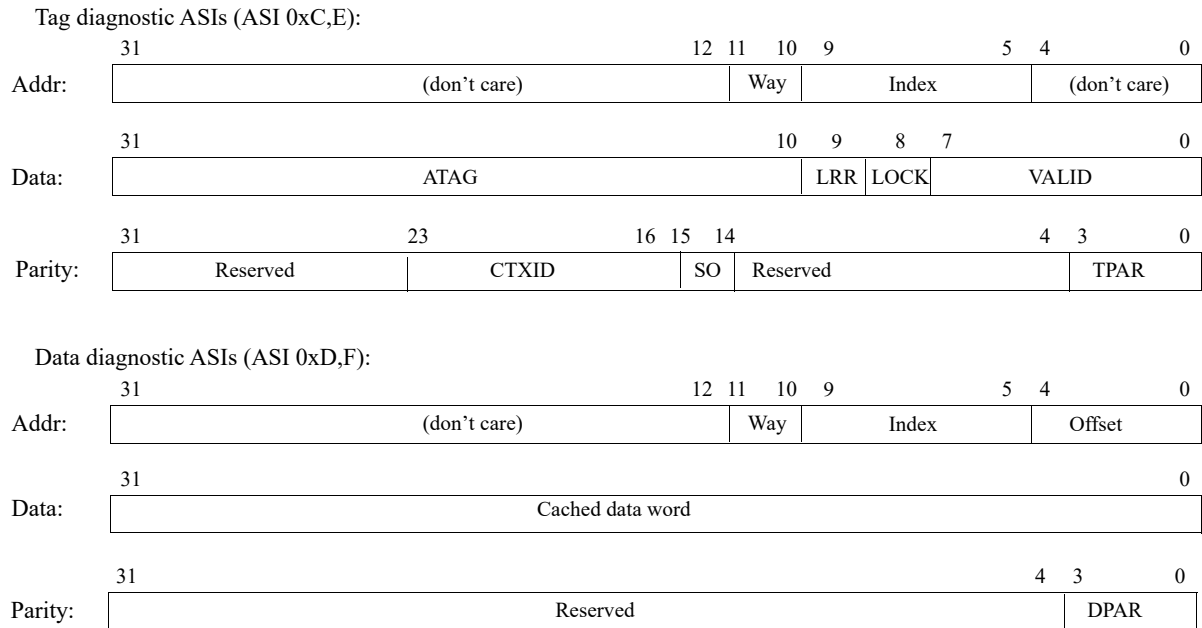 Tag diagnostic ASIs (ASI 0xC,E):
31 12 11 10 9 5 4 0
Addr: (don’t care) Way Index (don’t care)
31 10 9 8 7 0
Data: ATAG LRR LOCK VALID
31 23 16 15 14 4 3 0
Parity: Reserved CTXID SO Reserved TPAR
Data diagnostic ASIs (ASI 0xD,F):
31 12 11 10 9 5 4 0
Addr: (don’t care) Way Index Offset
31 0
Data: Cached data word
31 4 3 0
Parity: Reserved DPAR